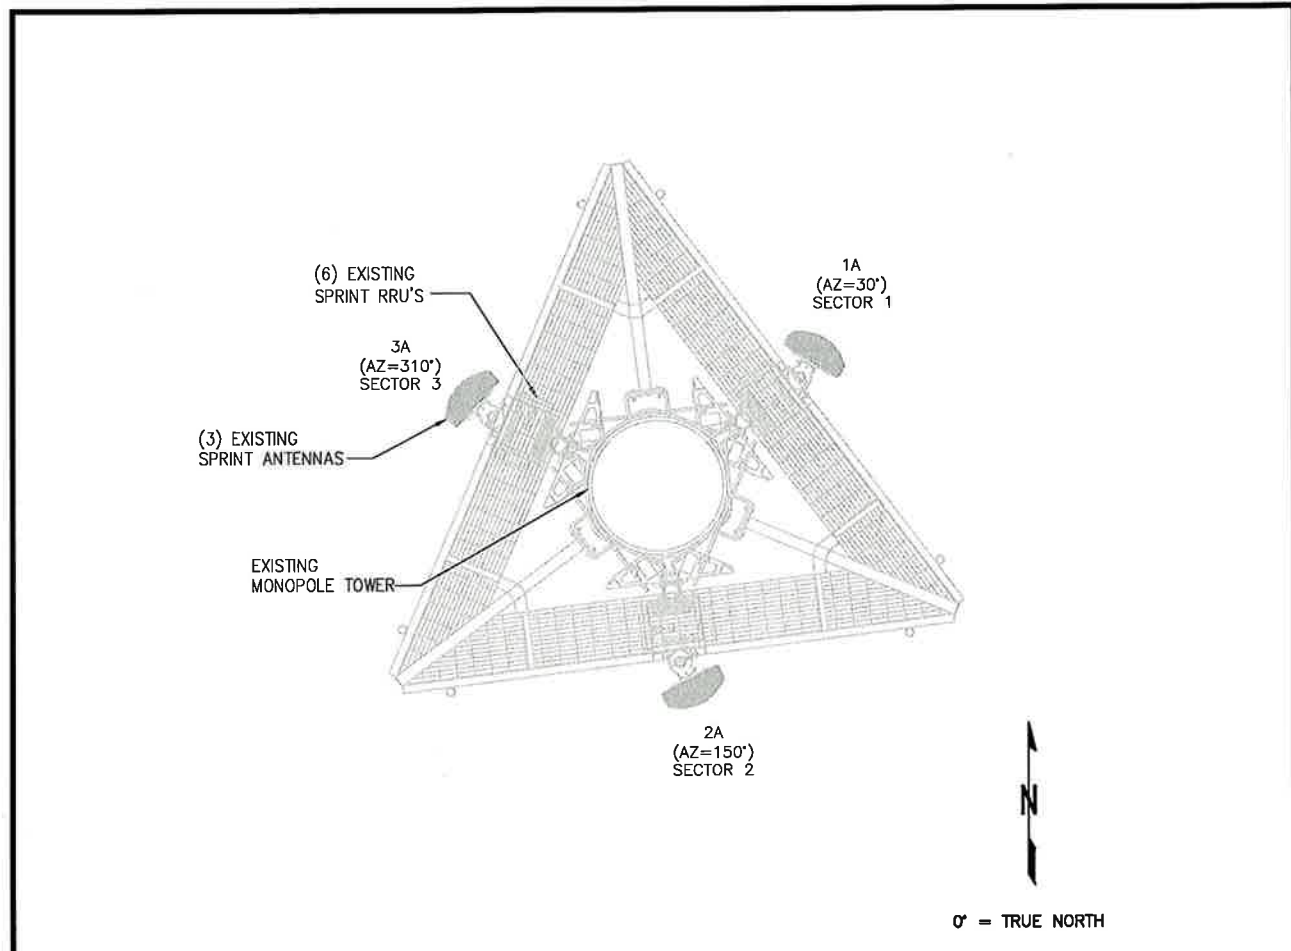 (6) EXISTING
SPRINT RRU'S
1A
(AZ=30°)
SECTOR 1
3A
(AZ=310°)
SECTOR 3
(3) EXISTING
SPRINT ANTENNAS
EXISTING
MONOPOLE TOWER
2A
(AZ=150°)
SECTOR 2
N
0° = TRUE NORTH